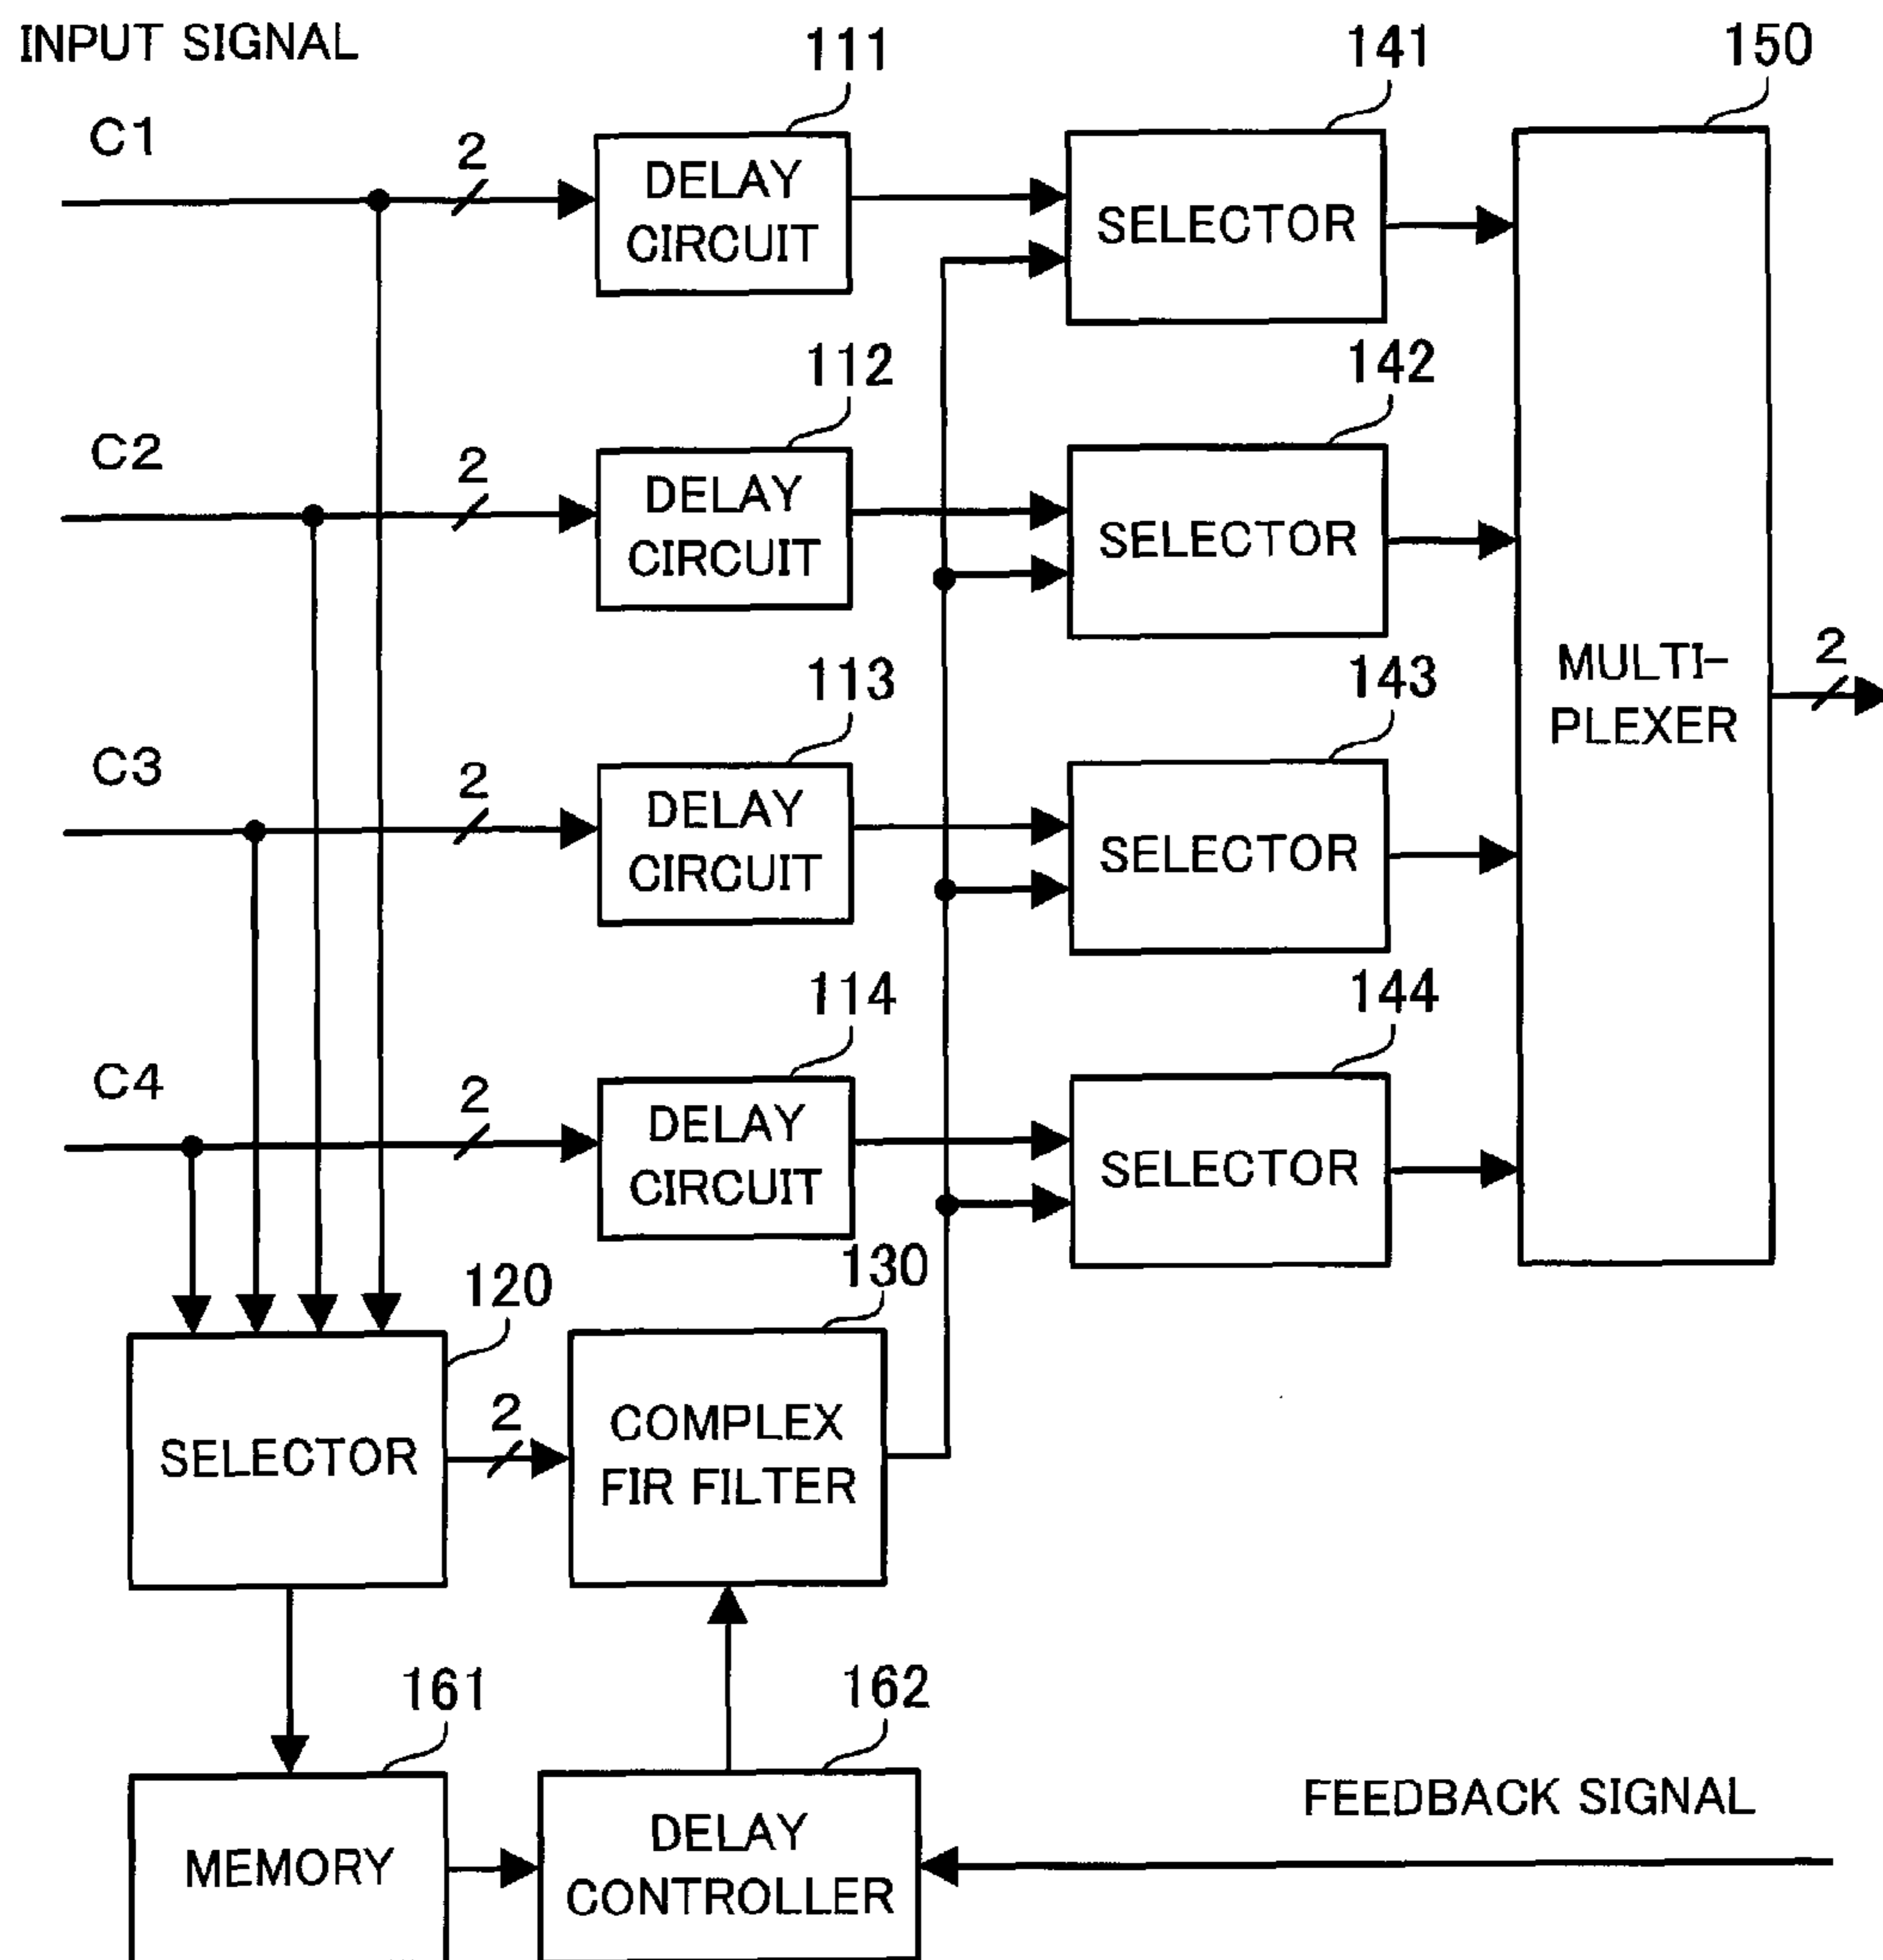 INPUT SIGNAL
111
141
150
C1
2
DELAY
CIRCUIT
SELECTOR
112
142
C2
2
DELAY
CIRCUIT
SELECTOR
113
143
MULTI-
PLEXER
2
C3
2
DELAY
CIRCUIT
SELECTOR
114
144
C4
2
DELAY
CIRCUIT
SELECTOR
120
130
SELECTOR
2
COMPLEX
FIR FILTER
161
162
MEMORY
DELAY
CONTROLLER
FEEDBACK SIGNAL